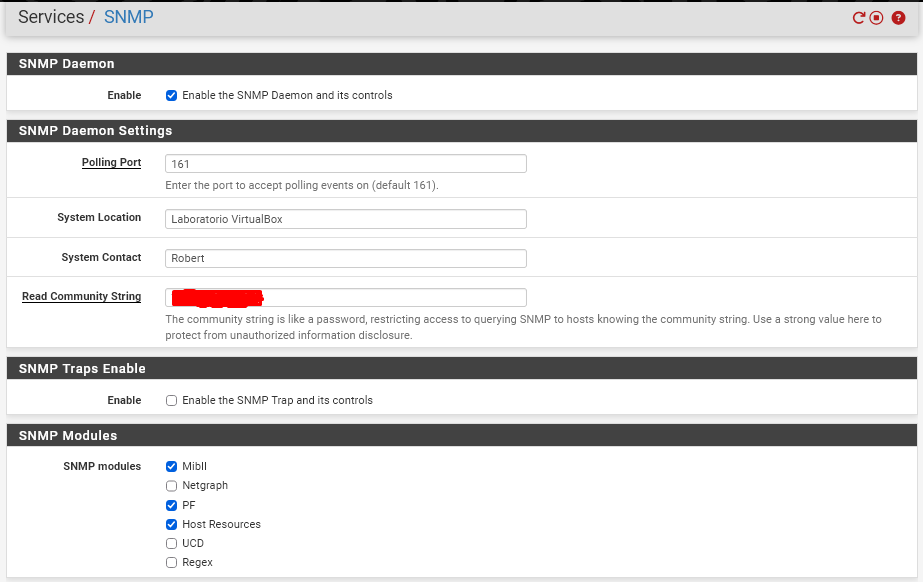 Services / SNMP
SNMP Daemon
Enable
Enable the SNMP Daemon and its controls
SNMP Daemon Settings
Polling Port
161
Enter the port to accept polling events on (default 161).
System Location
Laboratorio VirtualBox
System Contact
Robert
Read Community String
The community string is like a password, restricting access to querying SNMP to hosts knowing the community string. Use a strong value here to
protect from unauthorized information disclosure.
SNMP Traps Enable
Enable
Enable the SNMP Trap and its controls
SNMP Modules
SNMP modules
MibII
Netgraph
PF
Host Resources
UCD
Regex